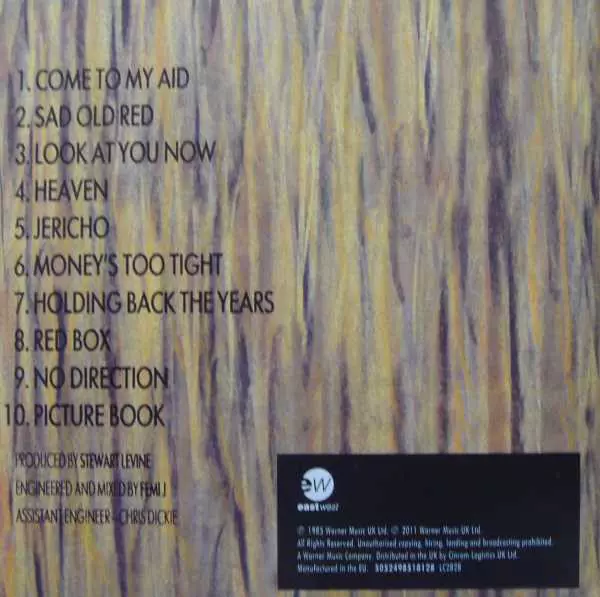 1. COME TO MY AID
2. SAD OLD RED
3. LOOK AT YOU NOW
4. HEAVEN
5. JERICHO
6. MONEY'S TOO TIGHT
7. HOLDING BACK THE YEARS
8. RED BOX
9. NO DIRECTION
10. PICTURE BOOK
PRODUCED BY STEWART LEVINE
ENGINEERED AND MIXED BY FEMI J
ASSISTANT ENGINEER - CHRIS DICKIE
ew
eastwest
℗ 1985 Warner Music UK Ltd. © 2011 Warner Music UK Ltd.
All Rights Reserved. Unauthorised copying, hiring, lending and broadcasting prohibited.
A Warner Music Company. Distributed in the UK by Cinram Logistics UK Ltd.
Manufactured in the EU. 5052498518128 LC2828